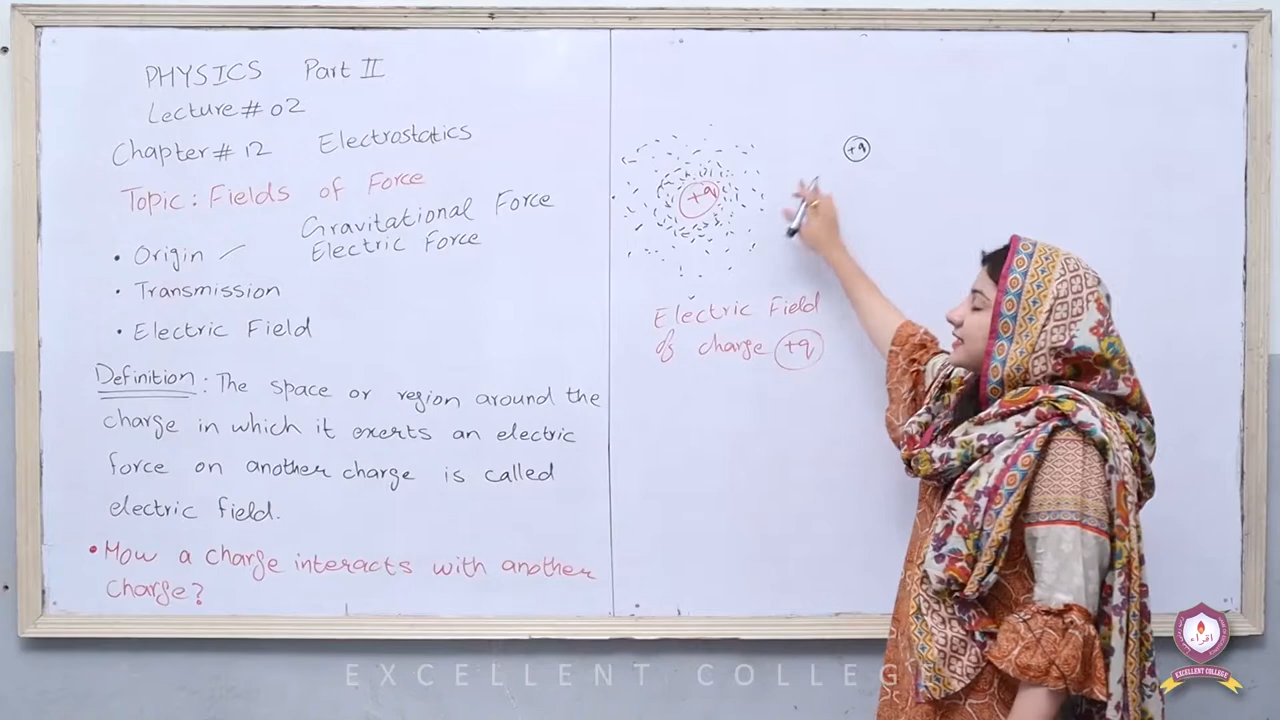 PHYSICS Part II
Lecture# 02
Chapter# 12 Electrostatics
Topic: Fields of Force
Gravitational Force
• Origin Electric Force
• Transmission
• Electric Field
Definition: The space or region around the
charge in which it exerts an electric
force on another charge is called
electric field.
• How a charge interacts with another
charge?
+q
+q
Electric Field
of charge +q
EXCELLENT COLLEGE
اقراء
EXCELLENT COLLEGE